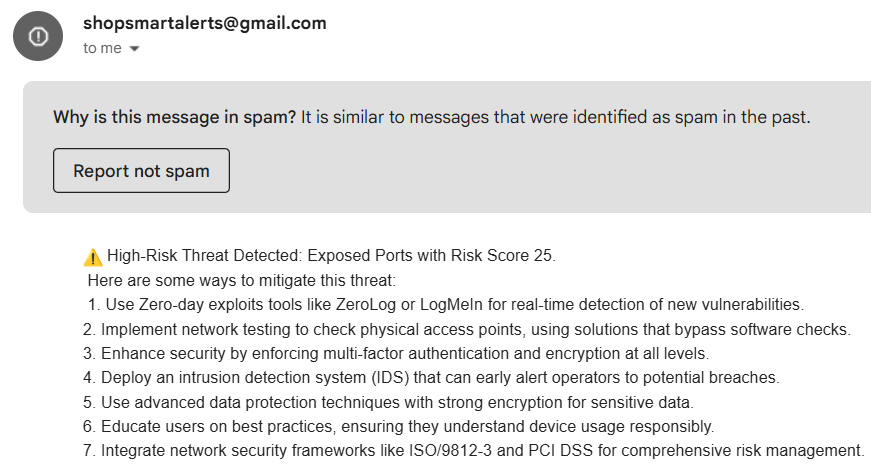 shopsmartalerts@gmail.com
to me
Why is this message in spam? It is similar to messages that were identified as spam in the past.
Report not spam
⚠️ High-Risk Threat Detected: Exposed Ports with Risk Score 25.
Here are some ways to mitigate this threat:
1. Use Zero-day exploits tools like ZeroLog or LogMeIn for real-time detection of new vulnerabilities.
2. Implement network testing to check physical access points, using solutions that bypass software checks.
3. Enhance security by enforcing multi-factor authentication and encryption at all levels.
4. Deploy an intrusion detection system (IDS) that can early alert operators to potential breaches.
5. Use advanced data protection techniques with strong encryption for sensitive data.
6. Educate users on best practices, ensuring they understand device usage responsibly.
7. Integrate network security frameworks like ISO/9812-3 and PCI DSS for comprehensive risk management.